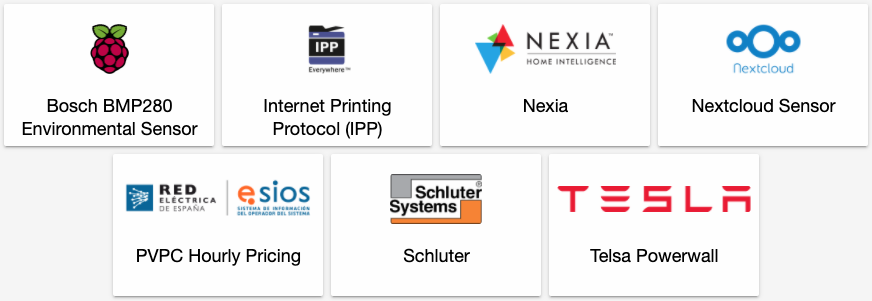 IPP
Everywhere™
NEXIA™
HOME INTELLIGENCE
Nextcloud
Bosch BMP280
Environmental Sensor
Internet Printing
Protocol (IPP)
Nexia
Nextcloud Sensor
RED
ELÉCTRICA
DE ESPAÑA
esios
SISTEMA DE INFORMACIÓN
DEL OPERADOR DEL SISTEMA
Schluter®
Systems
TESLA
PVPC Hourly Pricing
Schluter
Telsa Powerwall